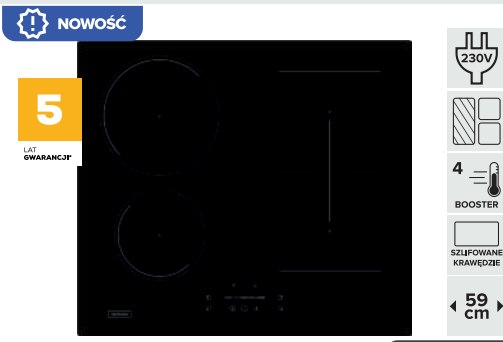 NOWOŚĆ
230V
5
LAT
GWARANCJI*
4
BOOSTER
SZLIFOWANE
KRAWĘDZIE
59
cm